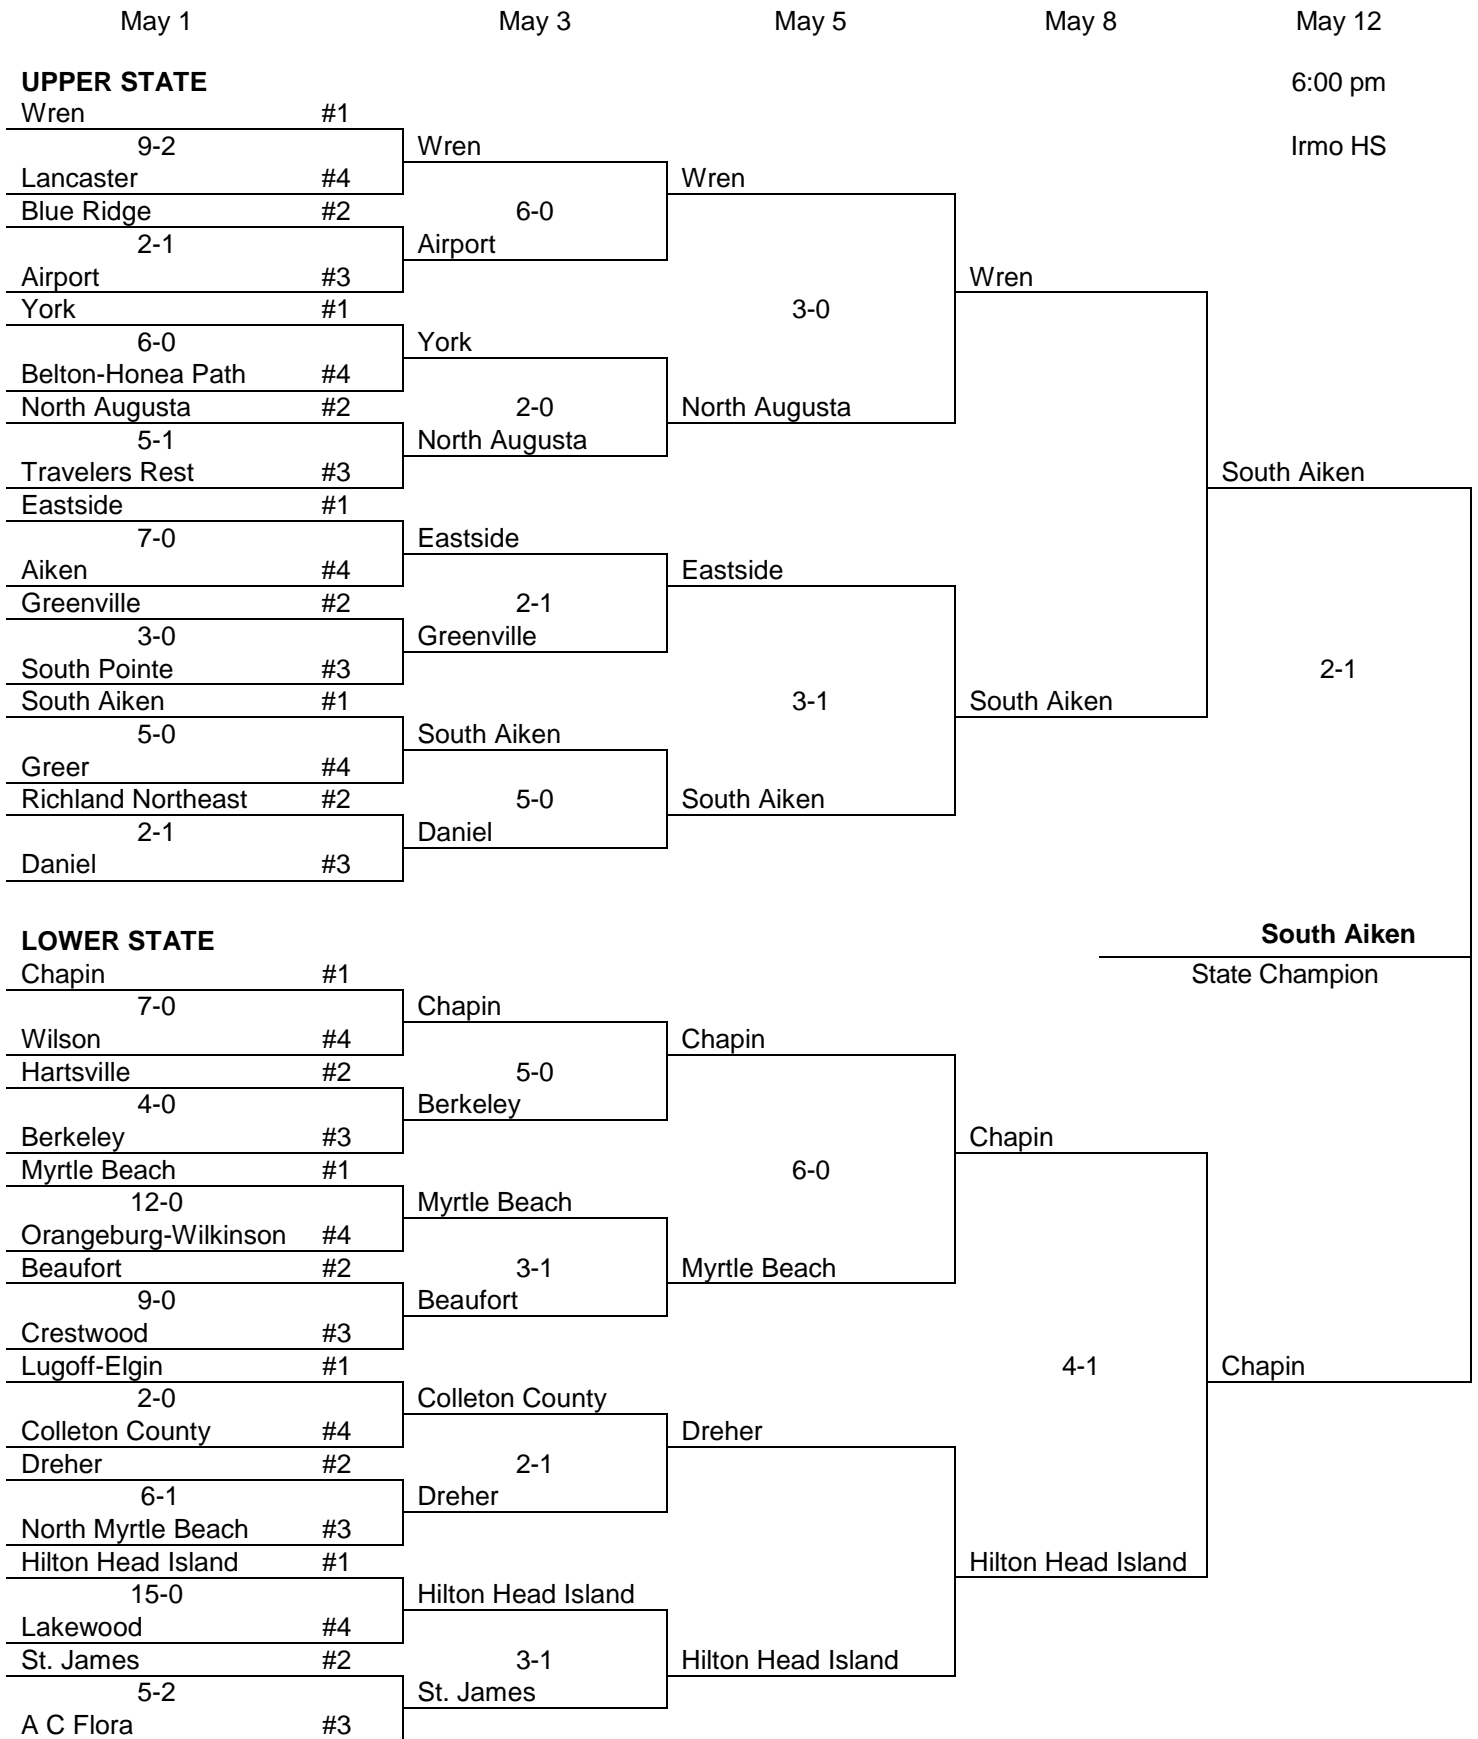 May 1 May 3 May 5 May 8 May 12
UPPER STATE 6:00 pm
Wren #1
9-2 Wren Irmo HS
Lancaster #4 Wren
Blue Ridge #2 6-0
2-1 Airport
Airport #3 Wren
York #1 3-0
6-0 York
Belton-Honea Path #4
North Augusta #2 2-0 North Augusta
5-1 North Augusta
Travelers Rest #3 South Aiken
Eastside #1
7-0 Eastside
Aiken #4 Eastside
Greenville #2 2-1
3-0 Greenville
South Pointe #3 2-1
South Aiken #1 3-1 South Aiken
5-0 South Aiken
Greer #4
Richland Northeast #2 5-0 South Aiken
2-1 Daniel
Daniel #3
LOWER STATE South Aiken
Chapin #1 State Champion
7-0 Chapin
Wilson #4 Chapin
Hartsville #2 5-0
4-0 Berkeley
Berkeley #3 Chapin
Myrtle Beach #1 6-0
12-0 Myrtle Beach
Orangeburg-Wilkinson #4
Beaufort #2 3-1 Myrtle Beach
9-0 Beaufort
Crestwood #3
Lugoff-Elgin #1 4-1 Chapin
2-0 Colleton County
Colleton County #4 Dreher
Dreher #2 2-1
6-1 Dreher
North Myrtle Beach #3
Hilton Head Island #1 Hilton Head Island
15-0 Hilton Head Island
Lakewood #4
St. James #2 3-1 Hilton Head Island
5-2 St. James
A C Flora #3